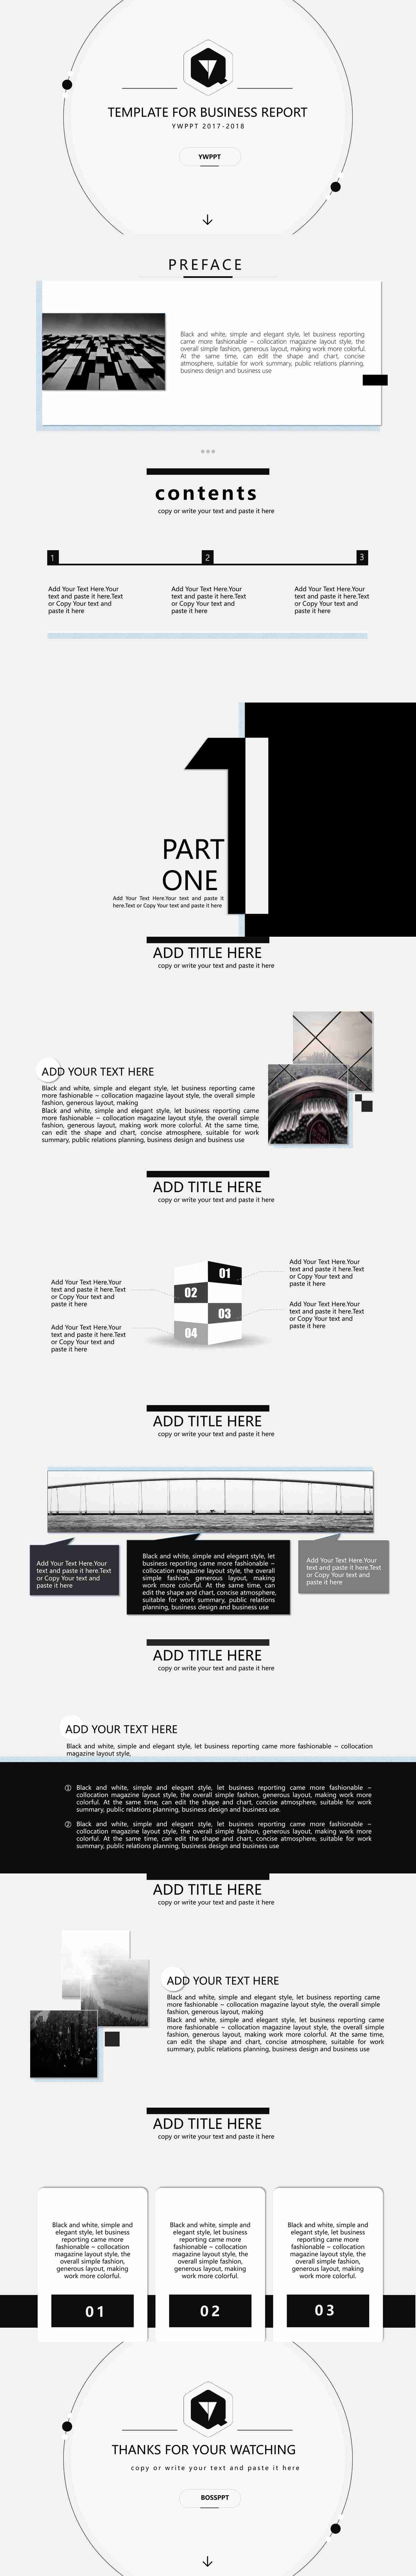 TEMPLATE FOR BUSINESS REPORT
YWPPT 2017-2018
YWPPT
PREFACE
Black and white, simple and elegant style, let business reporting
came more fashionable ~ collocation magazine layout style, the
overall simple fashion, generous layout, making work more colorful.
At the same time, can edit the shape and chart, concise
atmosphere, suitable for work summary, public relations planning,
business design and business use
contents
copy or write your text and paste it here
1
2
3
Add Your Text Here.Your
text and paste it here.Text
or Copy Your text and
paste it here
Add Your Text Here.Your
text and paste it here.Text
or Copy Your text and
paste it here
Add Your Text Here.Your
text and paste it here.Text
or Copy Your text and
paste it here
1
PART
ONE
Add Your Text Here.Your text and paste it
here.Text or Copy Your text and paste it here
ADD TITLE HERE
copy or write your text and paste it here
ADD YOUR TEXT HERE
Black and white, simple and elegant style, let business reporting came
more fashionable ~ collocation magazine layout style, the overall simple
fashion, generous layout, making
Black and white, simple and elegant style, let business reporting came
more fashionable ~ collocation magazine layout style, the overall simple
fashion, generous layout, making work more colorful. At the same time,
can edit the shape and chart, concise atmosphere, suitable for work
summary, public relations planning, business design and business use
ADD TITLE HERE
copy or write your text and paste it here
01
02
03
04
Add Your Text Here.Your
text and paste it here.Text
or Copy Your text and
paste it here
Add Your Text Here.Your
text and paste it here.Text
or Copy Your text and
paste it here
Add Your Text Here.Your
text and paste it here.Text
or Copy Your text and
paste it here
Add Your Text Here.Your
text and paste it here.Text
or Copy Your text and
paste it here
ADD TITLE HERE
copy or write your text and paste it here
Add Your Text Here.Your
text and paste it here.Text
or Copy Your text and
paste it here
Black and white, simple and elegant style, let
business reporting came more fashionable ~
collocation magazine layout style, the overall
simple fashion, generous layout, making
work more colorful. At the same time, can
edit the shape and chart, concise atmosphere,
suitable for work summary, public relations
planning, business design and business use
Add Your Text Here.Your
text and paste it here.Text
or Copy Your text and
paste it here
ADD TITLE HERE
copy or write your text and paste it here
ADD YOUR TEXT HERE
Black and white, simple and elegant style, let business reporting came more fashionable ~ collocation
magazine layout style,
① Black and white, simple and elegant style, let business reporting came more fashionable ~
collocation magazine layout style, the overall simple fashion, generous layout, making work more
colorful. At the same time, can edit the shape and chart, concise atmosphere, suitable for work
summary, public relations planning, business design and business use.
② Black and white, simple and elegant style, let business reporting came more fashionable ~
collocation magazine layout style, the overall simple fashion, generous layout, making work more
colorful. At the same time, can edit the shape and chart, concise atmosphere, suitable for work
summary, public relations planning, business design and business use
ADD TITLE HERE
copy or write your text and paste it here
ADD YOUR TEXT HERE
Black and white, simple and elegant style, let business reporting came
more fashionable ~ collocation magazine layout style, the overall simple
fashion, generous layout, making
Black and white, simple and elegant style, let business reporting came
more fashionable ~ collocation magazine layout style, the overall simple
fashion, generous layout, making work more colorful. At the same time,
can edit the shape and chart, concise atmosphere, suitable for work
summary, public relations planning, business design and business use
ADD TITLE HERE
copy or write your text and paste it here
Black and white, simple and
elegant style, let business
reporting came more
fashionable ~ collocation
magazine layout style, the
overall simple fashion,
generous layout, making
work more colorful.
01
Black and white, simple and
elegant style, let business
reporting came more
fashionable ~ collocation
magazine layout style, the
overall simple fashion,
generous layout, making
work more colorful.
02
Black and white, simple and
elegant style, let business
reporting came more
fashionable ~ collocation
magazine layout style, the
overall simple fashion,
generous layout, making
work more colorful.
03
THANKS FOR YOUR WATCHING
copy or write your text and paste it here
BOSSPPT